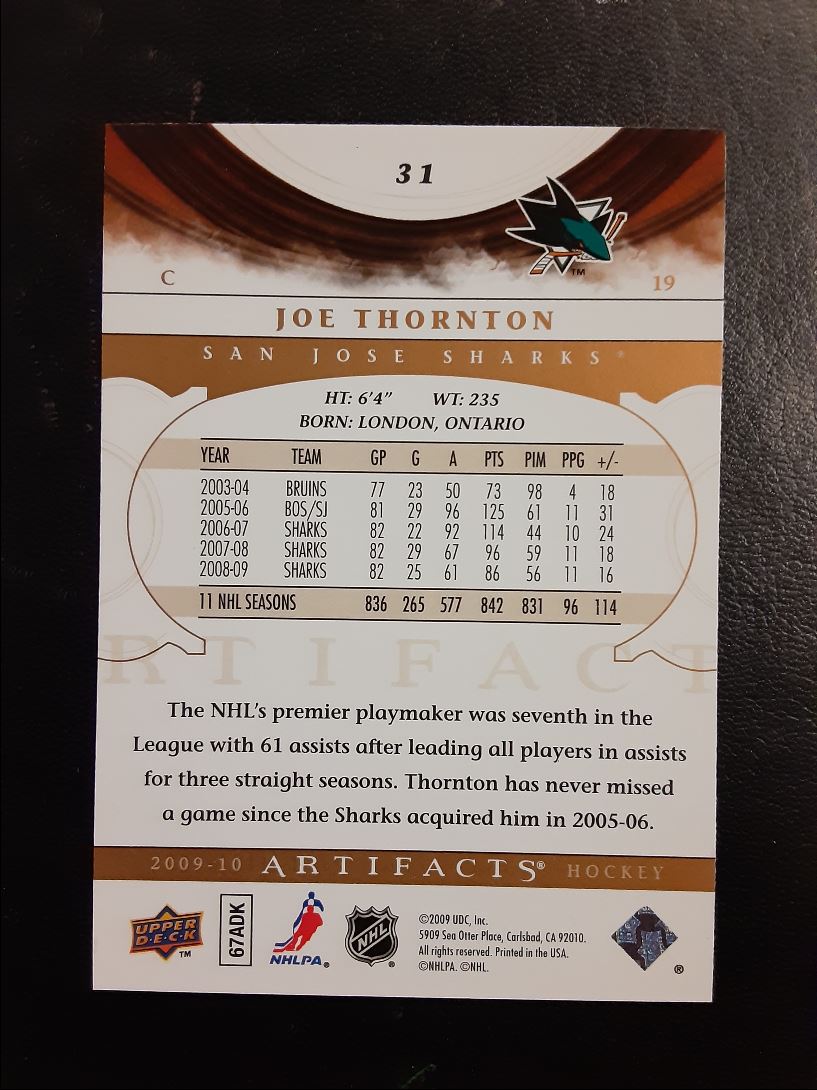 31
TM
C 19
JOE THORNTON
SAN JOSE SHARKS®
HT: 6'4" WT: 235
BORN: LONDON, ONTARIO
YEAR TEAM GP G A PTS PIM PPG +/-
2003-04 BRUINS 77 23 50 73 98 4 18
2005-06 BOS/SJ 81 29 96 125 61 11 31
2006-07 SHARKS 82 22 92 114 44 10 24
2007-08 SHARKS 82 29 67 96 59 11 18
2008-09 SHARKS 82 25 61 86 56 11 16
11 NHL SEASONS 836 265 577 842 831 96 114
RTIFACT
The NHL's premier playmaker was seventh in the
League with 61 assists after leading all players in assists
for three straight seasons. Thornton has never missed
a game since the Sharks acquired him in 2005-06.
2009-10 ARTIFACTS® HOCKEY
UPPER
D·E·C·K
TM
67ADK
NHLPA®
NHL®
©2009 UDC, Inc.
5909 Sea Otter Place, Carlsbad, CA 92010.
All rights reserved. Printed in the USA.
©NHLPA. ©NHL.
®